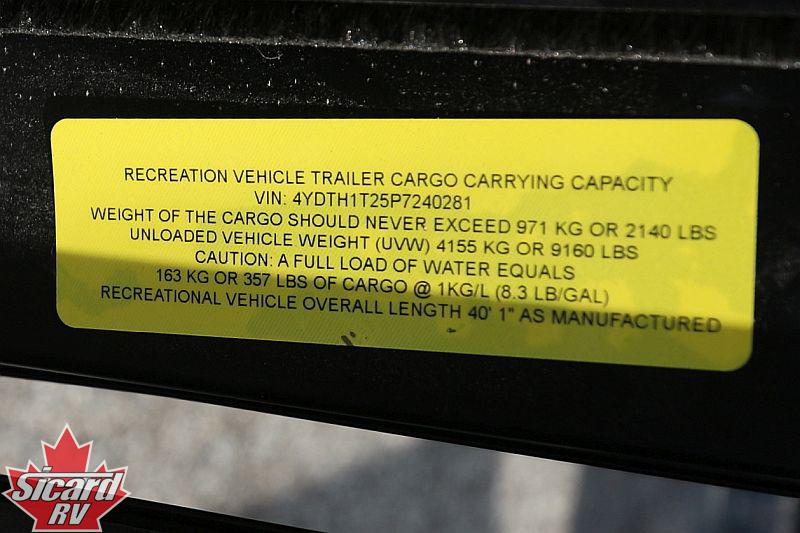 RECREATION VEHICLE TRAILER CARGO CARRYING CAPACITY
VIN: 4YDTH1T25P7240281
WEIGHT OF THE CARGO SHOULD NEVER EXCEED 971 KG OR 2140 LBS
UNLOADED VEHICLE WEIGHT (UVW) 4155 KG OR 9160 LBS
CAUTION: A FULL LOAD OF WATER EQUALS
163 KG OR 357 LBS OF CARGO @ 1KG/L (8.3 LB/GAL)
RECREATIONAL VEHICLE OVERALL LENGTH 40' 1" AS MANUFACTURED
Sicard
RV